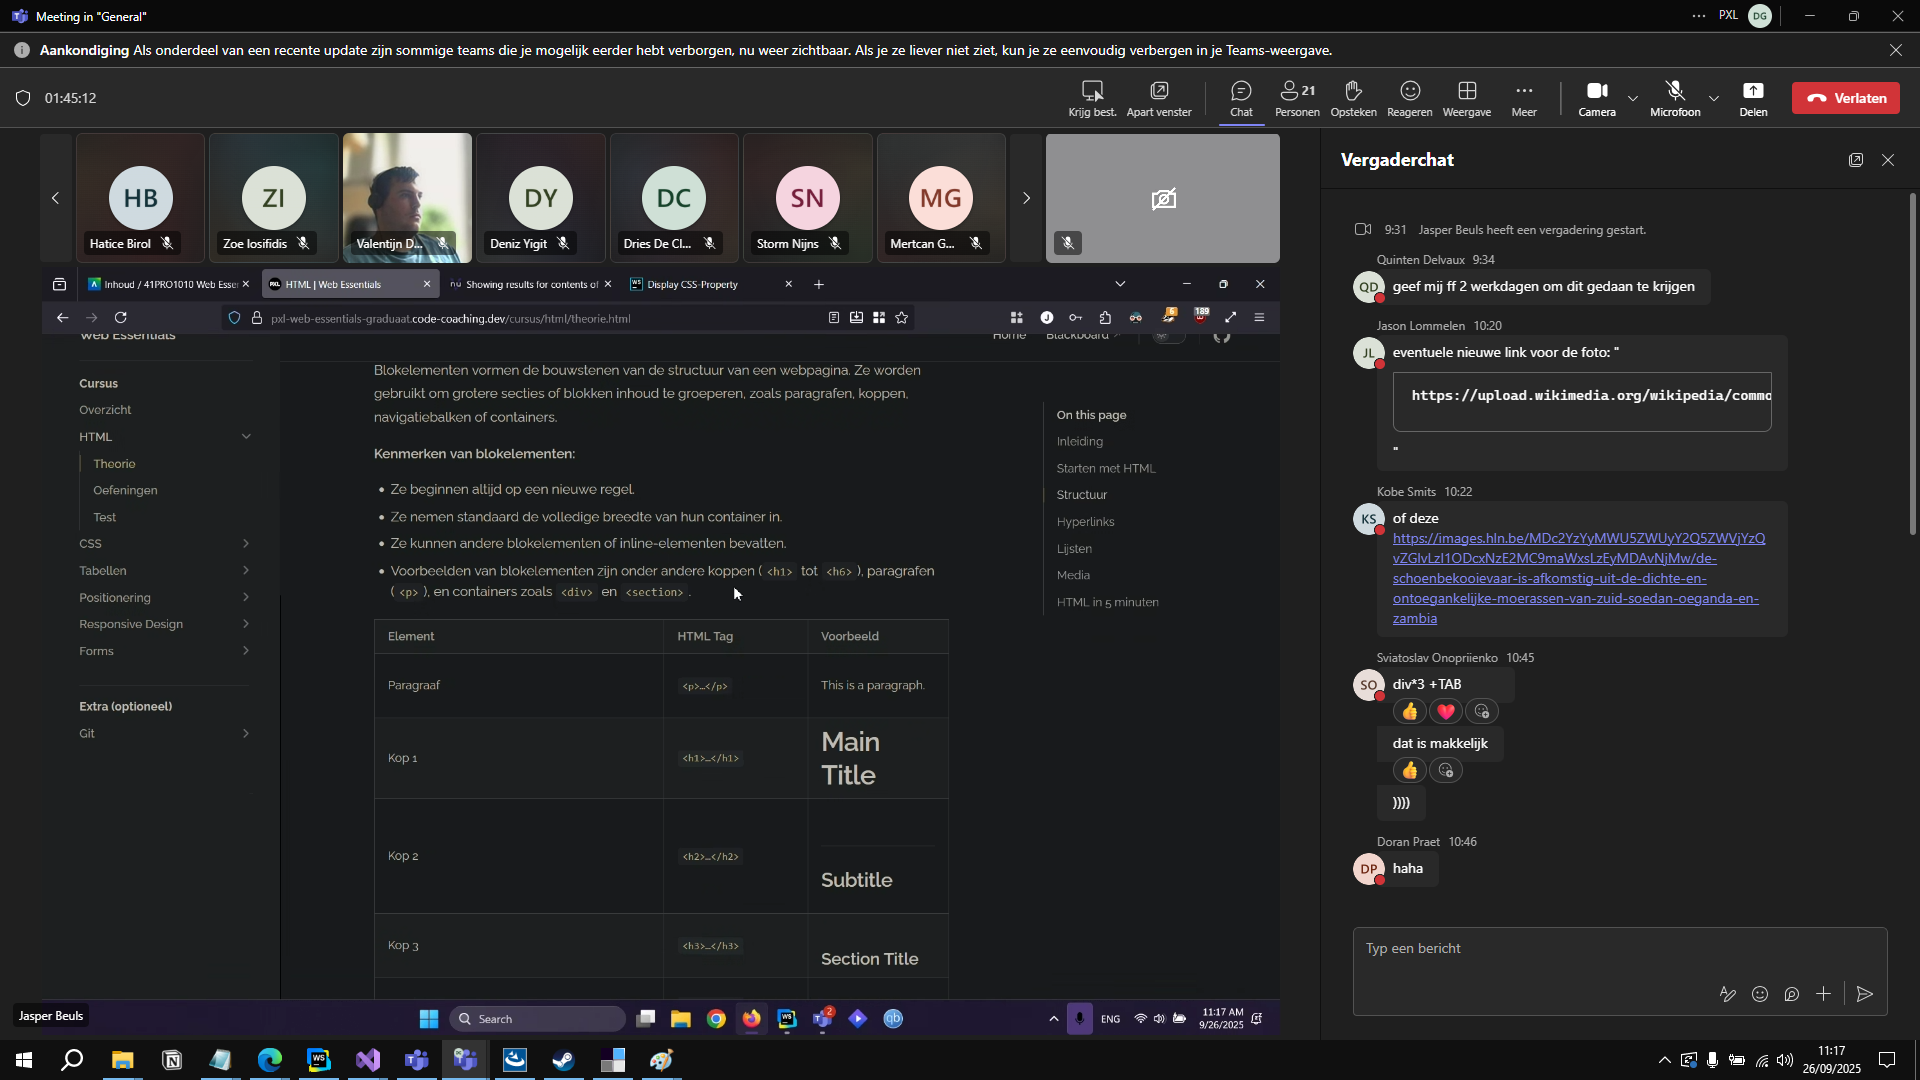 Meeting in "General"
PXL
DG
Aankondiging Als onderdeel van een recente update zijn sommige teams die je mogelijk eerder hebt verborgen, nu weer zichtbaar. Als je ze liever niet ziet, kun je ze eenvoudig verbergen in je Teams-weergave.
01:45:12
Krijg best.
Apart venster
Chat
21
Personen
Opsteken
Reageren
Weergave
Meer
Camera
Microfoon
Delen
Verlaten
HB
Hatice Birol
ZI
Zoe Iosifidis
Valentijn D...
DY
Deniz Yigit
DC
Dries De Cl...
SN
Storm Nijns
MG
Mertcan G...
Inhoud / 41PRO1010 Web Esse
HTML | Web Essentials
Showing results for contents of
Display CSS-Property
pxl-web-essentials-graduaat.code-coaching.dev/cursus/html/theorie.html
6
189
Web Essentials
Home
Blackboard
Cursus
Overzicht
HTML
Theorie
Oefeningen
Test
CSS
Tabellen
Positionering
Responsive Design
Forms
Extra (optioneel)
Git
Blokelementen vormen de bouwstenen van de structuur van een webpagina. Ze worden
gebruikt om grotere secties of blokken inhoud te groeperen, zoals paragrafen, koppen,
navigatiebalken of containers.
Kenmerken van blokelementen:
• Ze beginnen altijd op een nieuwe regel.
• Ze nemen standaard de volledige breedte van hun container in.
• Ze kunnen andere blokelementen of inline-elementen bevatten.
• Voorbeelden van blokelementen zijn onder andere koppen ( <h1> tot <h6> ), paragrafen
( <p> ), en containers zoals <div> en <section> .
Element HTML Tag Voorbeeld
Paragraaf <p>…</p> This is a paragraph.
Kop 1 <h1>…</h1> Main
Title
Kop 2 <h2>…</h2> Subtitle
Kop 3 <h3>…</h3> Section Title
On this page
Inleiding
Starten met HTML
Structuur
Hyperlinks
Lijsten
Media
HTML in 5 minuten
Jasper Beuls
Search
2
ENG
11:17 AM
9/26/2025
Vergaderchat
9:31 Jasper Beuls heeft een vergadering gestart.
Quinten Delvaux 9:34
QD
geef mij ff 2 werkdagen om dit gedaan te krijgen
Jason Lommelen 10:20
JL
eventuele nieuwe link voor de foto: "
https://upload.wikimedia.org/wikipedia/commo
"
Kobe Smits 10:22
KS
of deze
https://images.hln.be/MDc2YzYyMWU5ZWUyY2Q5ZWVjYzQ
vZGlvLzI1ODcxNzE2MC9maWxsLzEyMDAvNjMw/de-
schoenbekooievaar-is-afkomstig-uit-de-dichte-en-
ontoegankelijke-moerassen-van-zuid-soedan-oeganda-en-
zambia
Sviatoslav Onopriienko 10:45
SO
div*3 +TAB
dat is makkelijk
))))
Doran Praet 10:46
DP
haha
Typ een bericht
11:17
26/09/2025